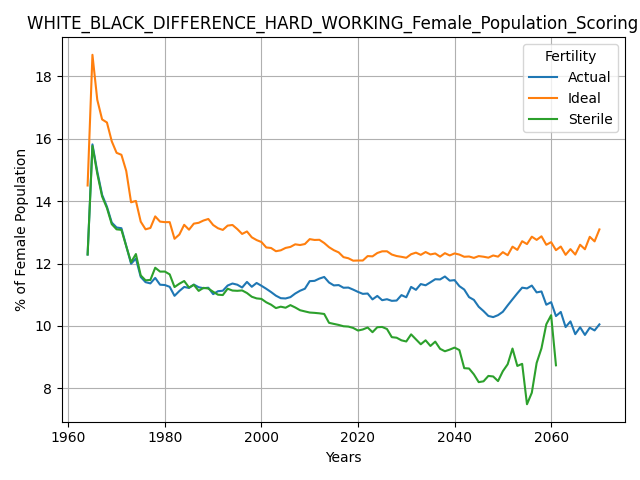 WHITE_BLACK_DIFFERENCE_HARD_WORKING_Female_Population_Scoring
% of Female Population
18
16
14
12
10
8
1960
1980
2000
2020
2040
2060
Years
Fertility
Actual
Ideal
Sterile